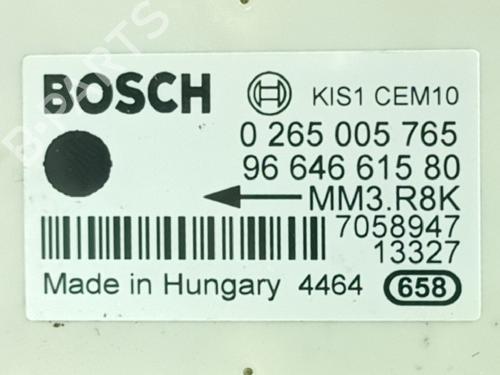 B-PARTS
BOSCH KIS1 CEM10
0 265 005 765
96 646 615 80
MM3.R8K
7058947
13327
Made in Hungary 4464 658